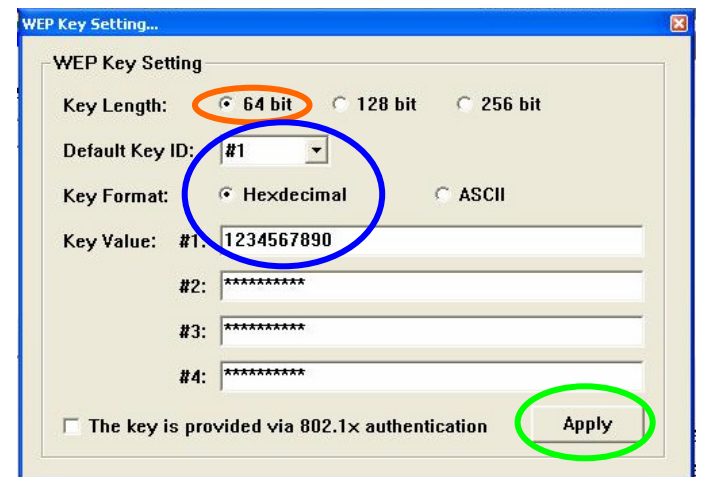 WEP Key Setting...
WEP Key Setting
Key Length: 64 bit 128 bit 256 bit
Default Key ID: #1
Key Format: Hexdecimal ASCII
Key Value: #1: 1234567890
#2: **********
#3: **********
#4: **********
The key is provided via 802.1x authentication Apply